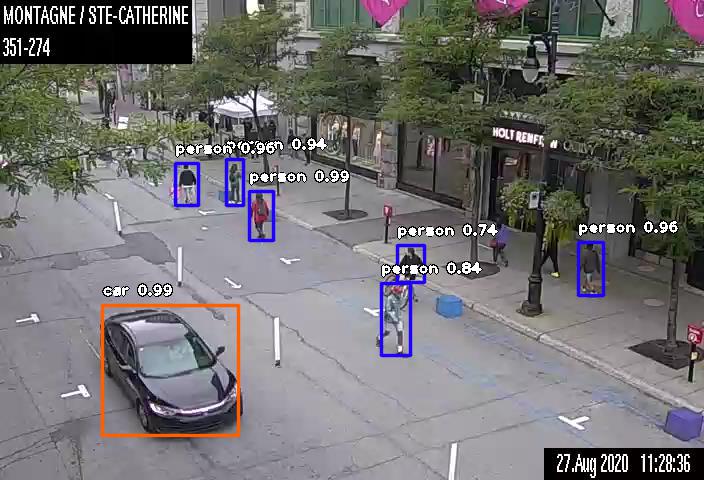 MONTAGNE / STE-CATHERINE
351-274
person 0.96
person 0.94
person 0.99
person 0.74
person 0.96
person 0.84
car 0.99
HOLT RENFREW
27.Aug 2020 11:28:36